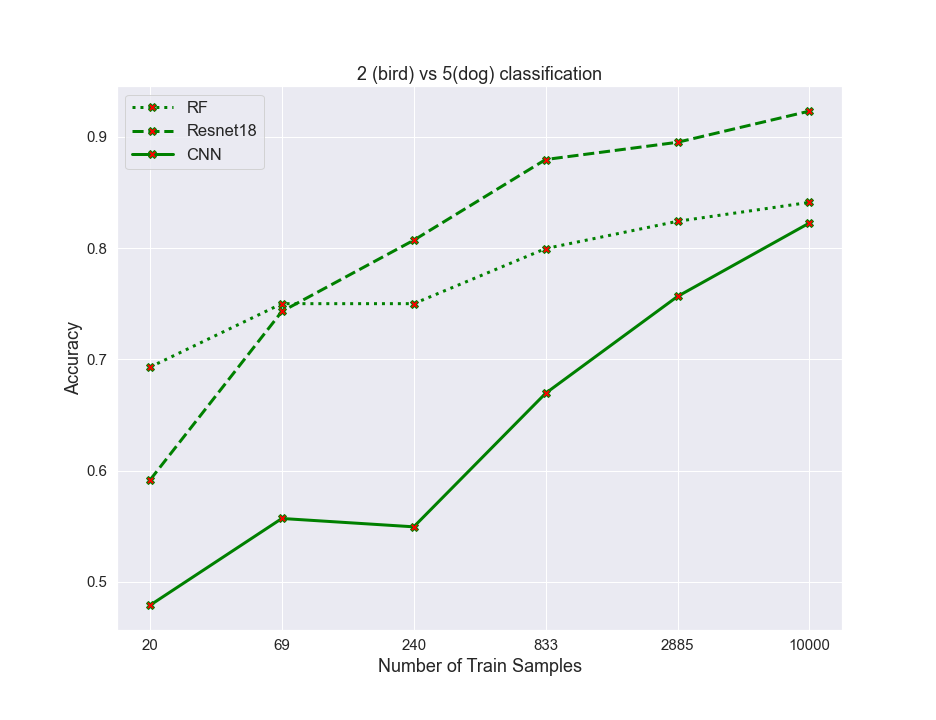 2 (bird) vs 5(dog) classification
RF
Resnet18
CNN
0.9
0.8
0.7
0.6
0.5
Accuracy
20 69 240 833 2885 10000
Number of Train Samples